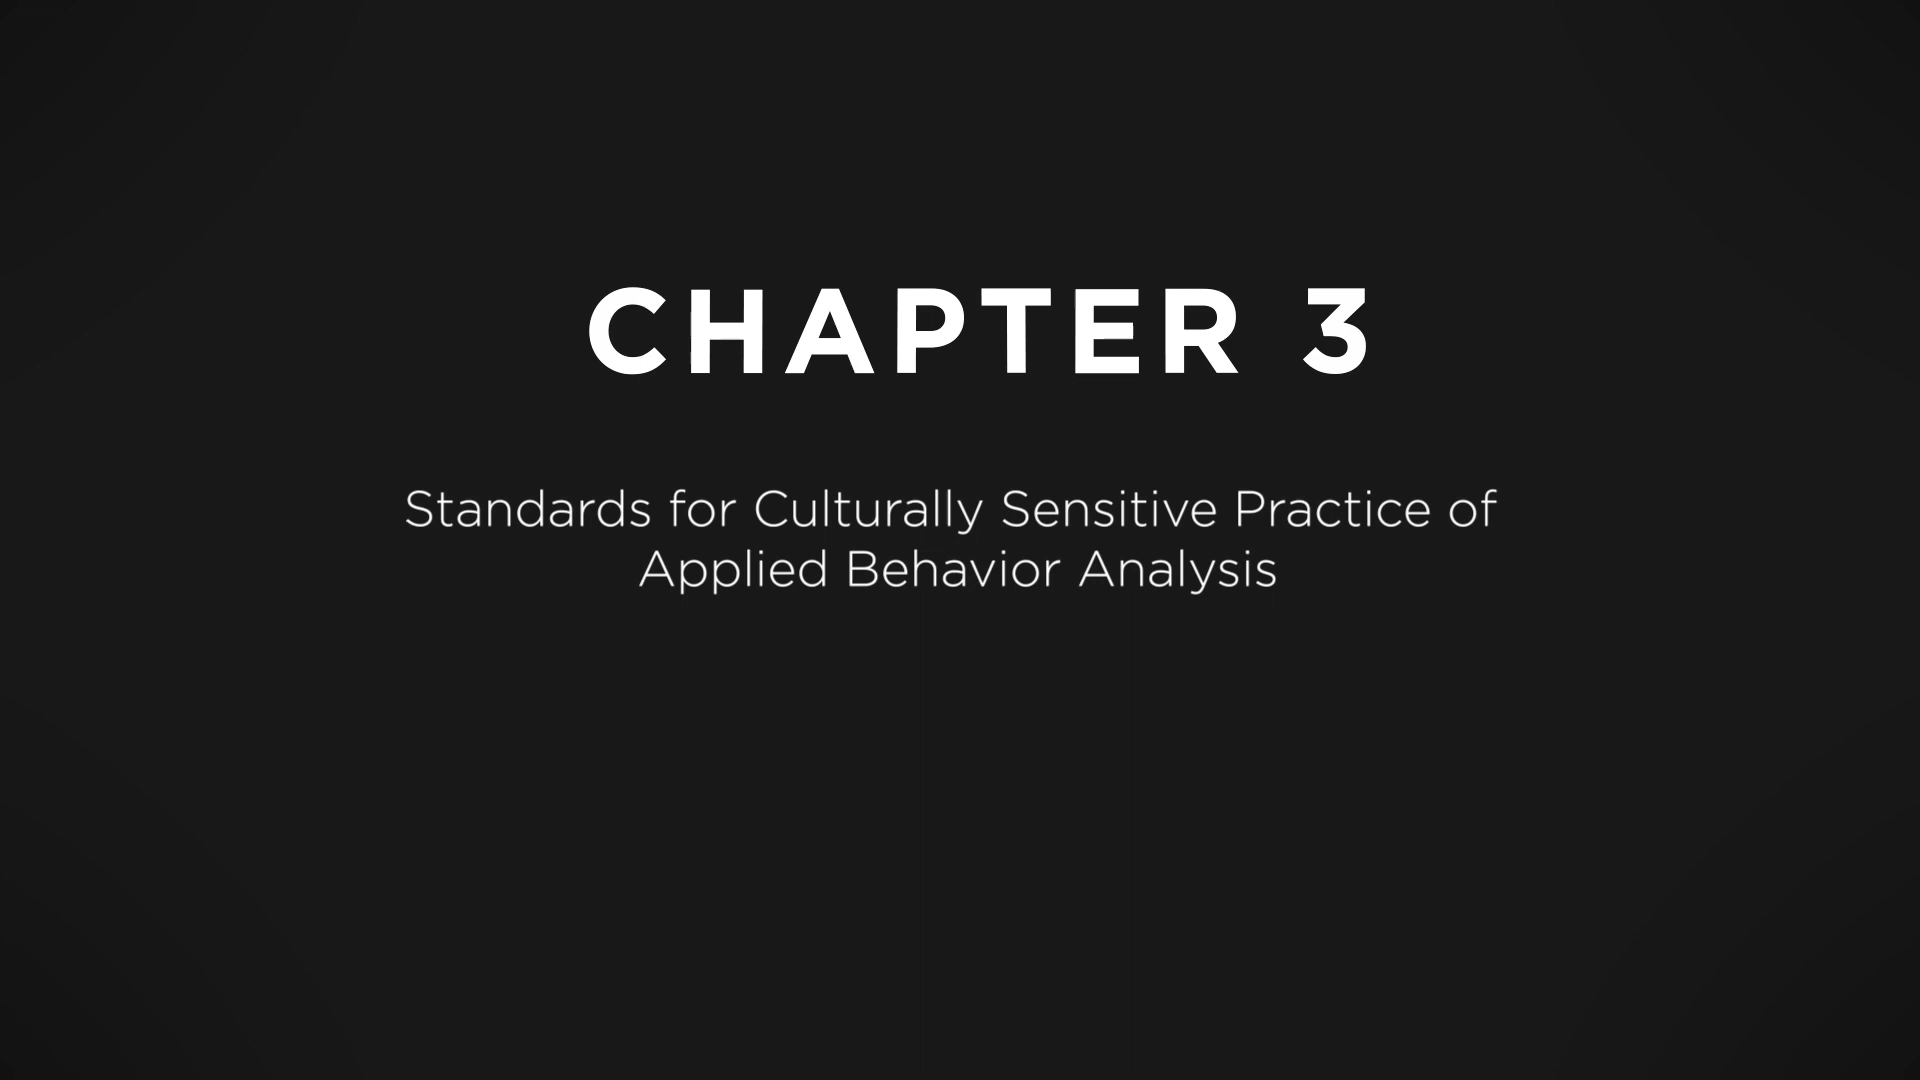 CHAPTER 3
Standards for Culturally Sensitive Practice of
Applied Behavior Analysis